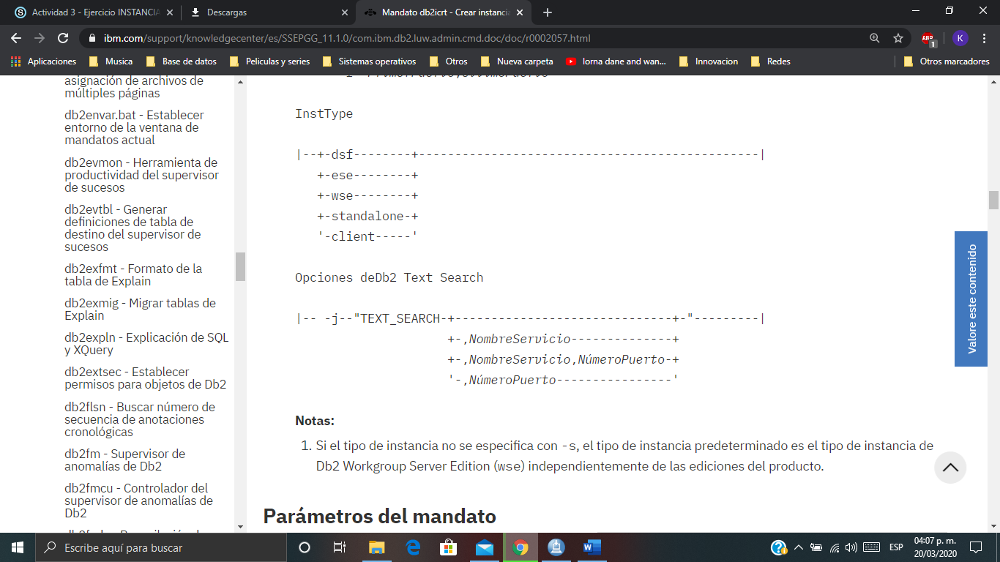 Actividad 3 - Ejercicio INSTANCIA
Descargas
Mandato db2icrt - Crear instancia
ibm.com/support/knowledgecenter/es/SSEPGG_11.1.0/com.ibm.db2.luw.admin.cmd.doc/doc/r0002057.html
ABP
1
K
Aplicaciones
Musica
Base de datos
Peliculas y series
Sistemas operativos
Otros
Nueva carpeta
lorna dane and wan...
Innovacion
Redes
Otros marcadores
asignación de archivos de
múltiples páginas
db2envar.bat - Establecer
entorno de la ventana de
mandatos actual
db2evmon - Herramienta de
productividad del supervisor
de sucesos
db2evtbl - Generar
definiciones de tabla de
destino del supervisor de
sucesos
db2exfmt - Formato de la
tabla de Explain
db2exmig - Migrar tablas de
Explain
db2expln - Explicación de SQL
y XQuery
db2extsec - Establecer
permisos para objetos de Db2
db2flsn - Buscar número de
secuencia de anotaciones
cronológicas
db2fm - Supervisor de
anomalías de Db2
db2fmcu - Controlador del
supervisor de anomalías de
Db2
InstType
|--+-dsf--------+-----------------------------------------------|
+-ese--------+
+-wse--------+
+-standalone-+
'-client-----'
Opciones deDb2 Text Search
|-- -j--"TEXT_SEARCH-+------------------------------+-"---------|
+-,NombreServicio--------------+
+-,NombreServicio,NúmeroPuerto-+
'-,NúmeroPuerto----------------'
Notas:
1. Si el tipo de instancia no se especifica con -s, el tipo de instancia predeterminado es el tipo de instancia de
Db2 Workgroup Server Edition (wse) independientemente de las ediciones del producto.
Parámetros del mandato
Valore este contenido
Escribe aquí para buscar
ESP
04:07 p. m.
20/03/2020